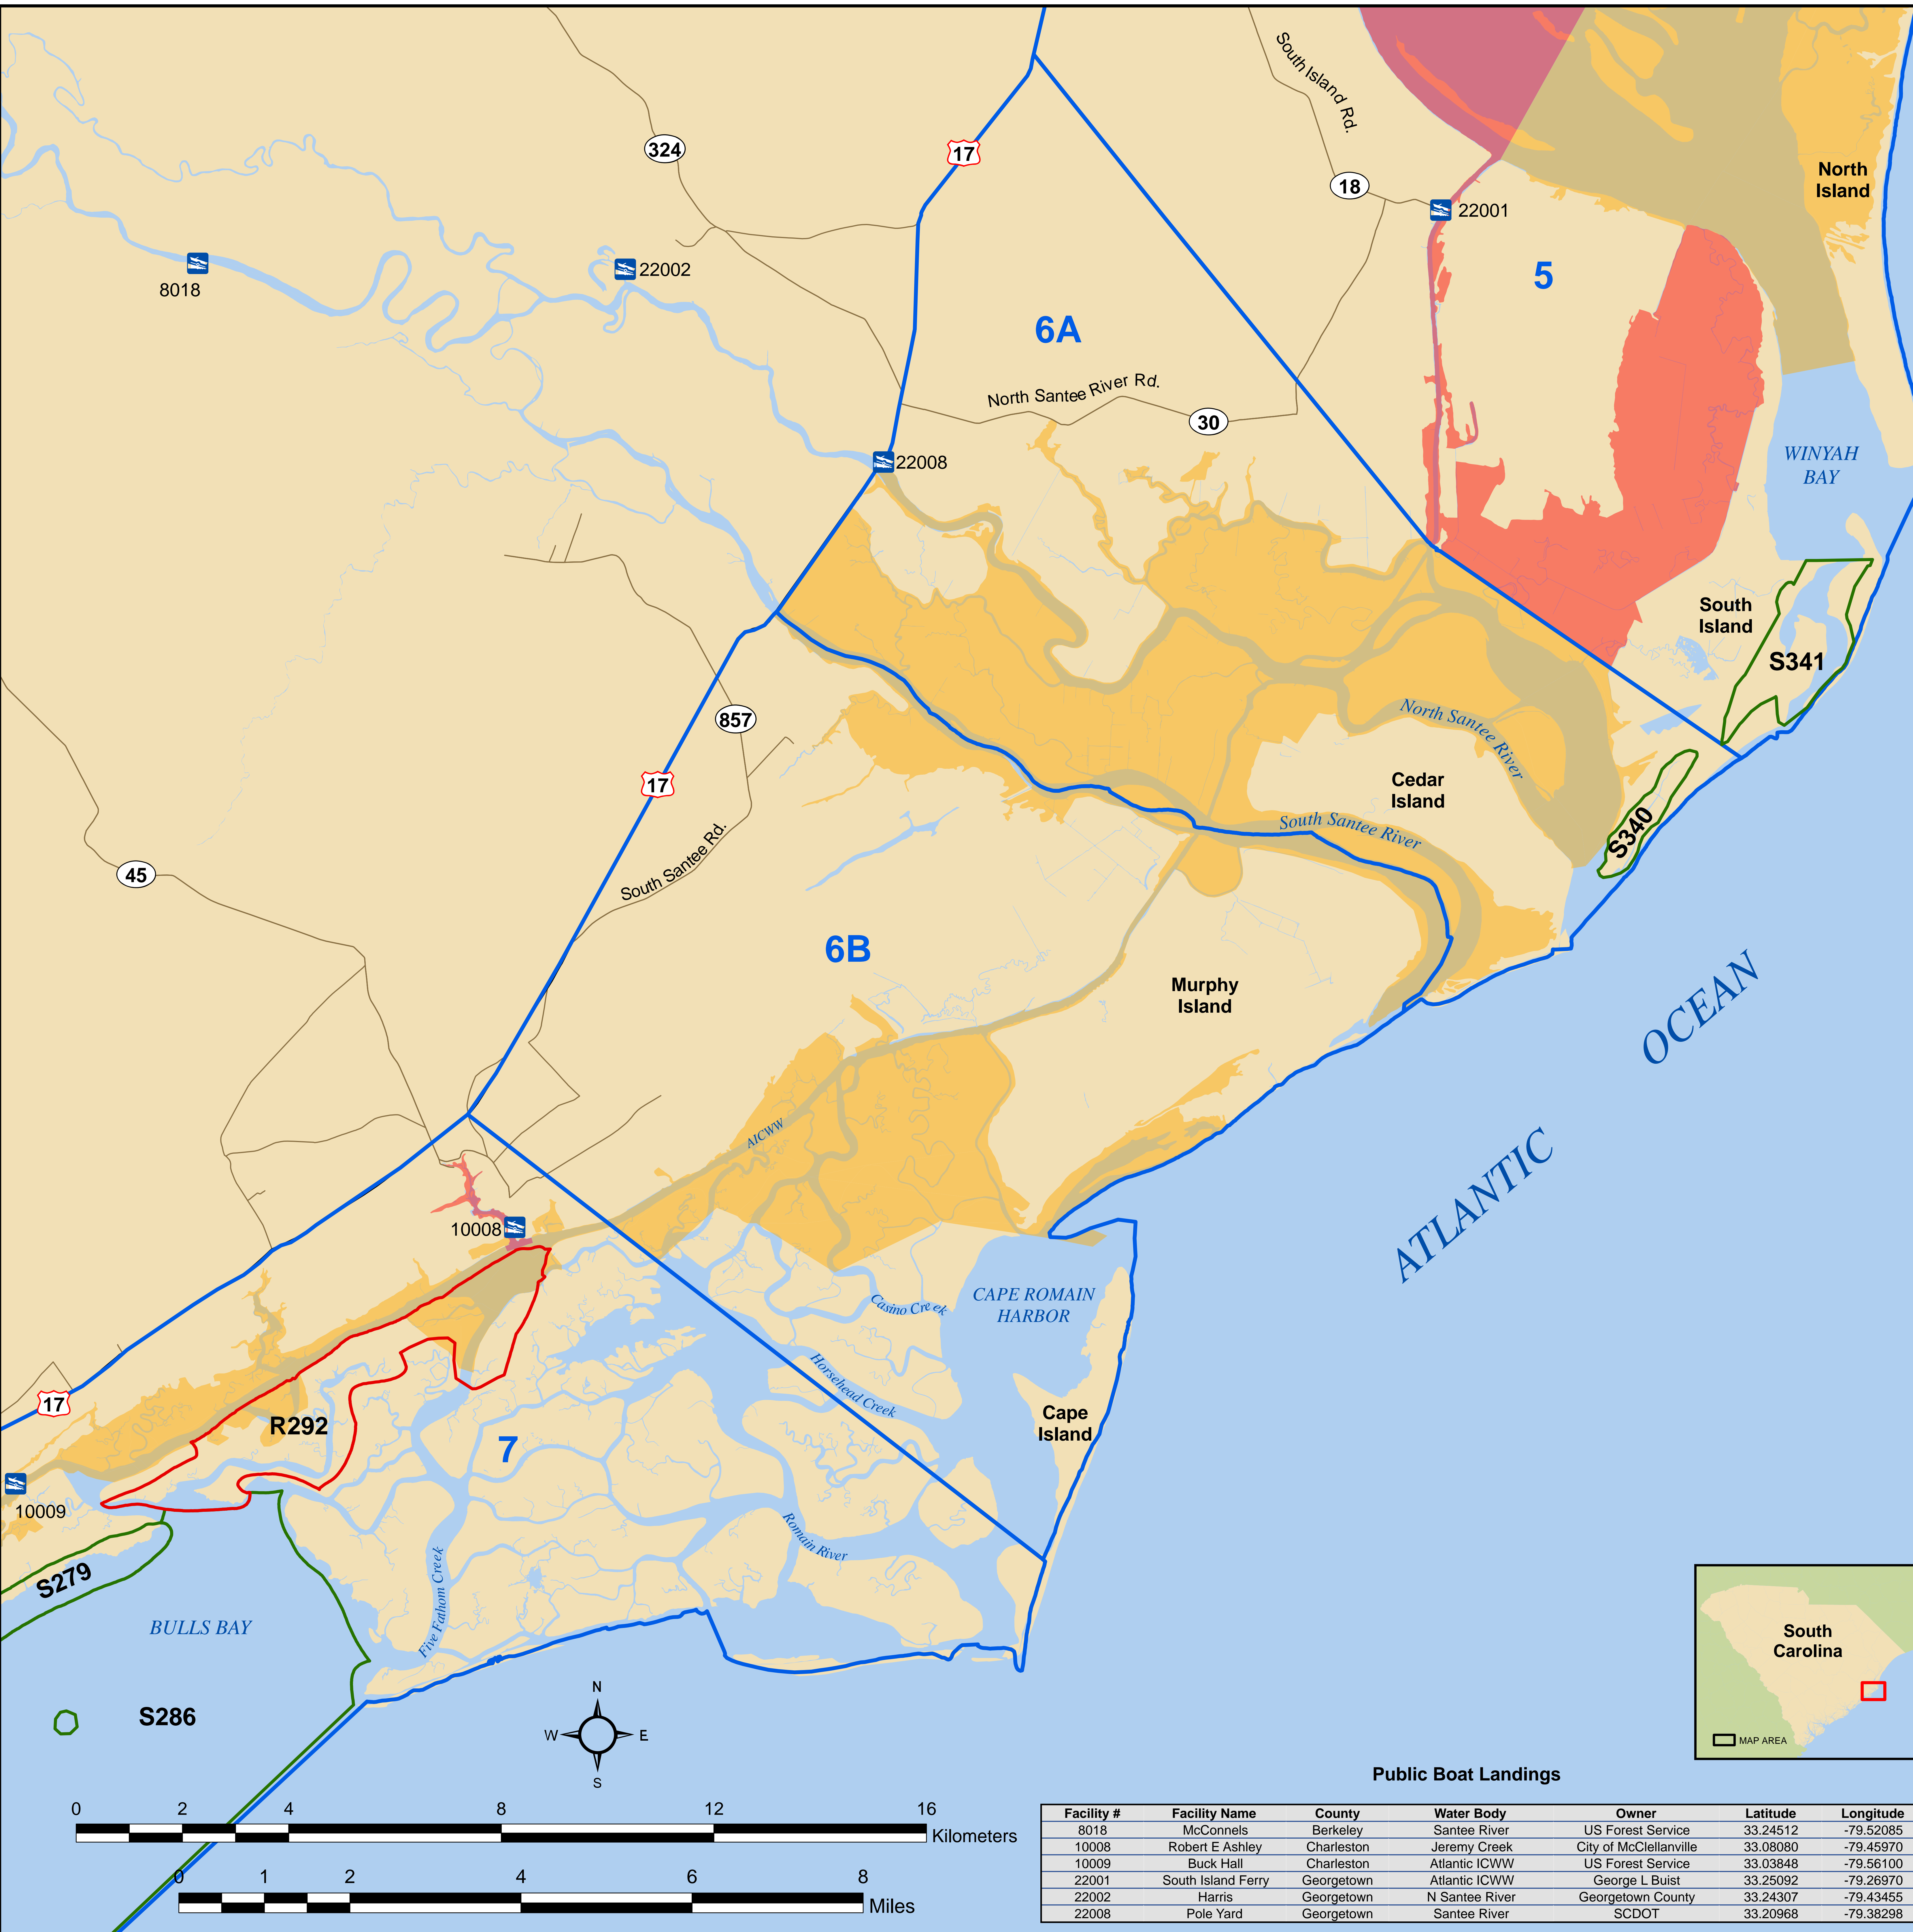 324
17
South Island Rd.
18
22001
North
Island
8018
22002
5
6A
North Santee River Rd.
30
22008
WINYAH
BAY
South
Island
S341
857
17
North Santee River
Cedar
Island
South Santee River
S340
South Santee Rd.
45
6B
Murphy
Island
OCEAN
ATLANTIC
AICWW
10008
CAPE ROMAIN
HARBOR
Casino Creek
Horsehead Creek
17
R292
7
Cape
Island
10009
Romain River
S279
Five Fathom Creek
BULLS BAY
S286
N
W
E
S
South
Carolina
MAP AREA
0 2 4 8 12 16
Kilometers
0 1 2 4 6 8
Miles
Public Boat Landings
Facility # Facility Name County Water Body Owner Latitude Longitude
8018 McConnels Berkeley Santee River US Forest Service 33.24512 -79.52085
10008 Robert E Ashley Charleston Jeremy Creek City of McClellanville 33.08080 -79.45970
10009 Buck Hall Charleston Atlantic ICWW US Forest Service 33.03848 -79.56100
22001 South Island Ferry Georgetown Atlantic ICWW George L Buist 33.25092 -79.26970
22002 Harris Georgetown N Santee River Georgetown County 33.24307 -79.43455
22008 Pole Yard Georgetown Santee River SCDOT 33.20968 -79.38298